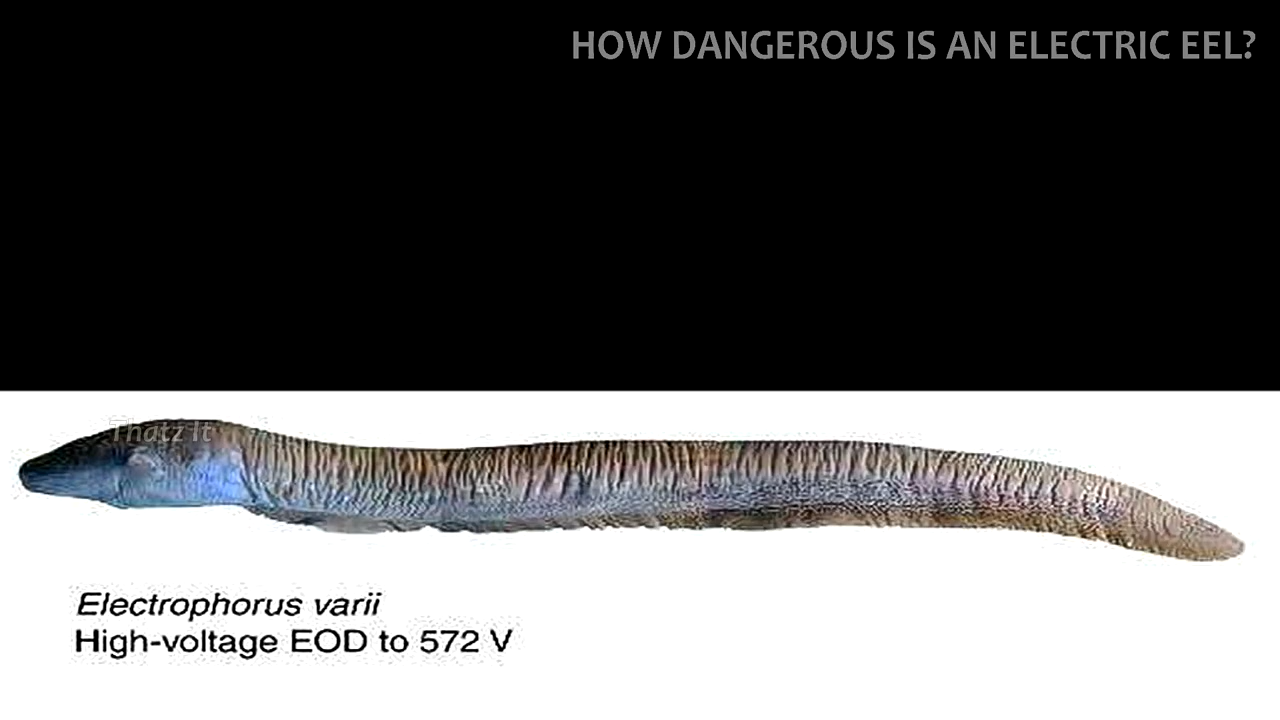 HOW DANGEROUS IS AN ELECTRIC EEL?
Thatz It
Electrophorus varii
High-voltage EOD to 572 V